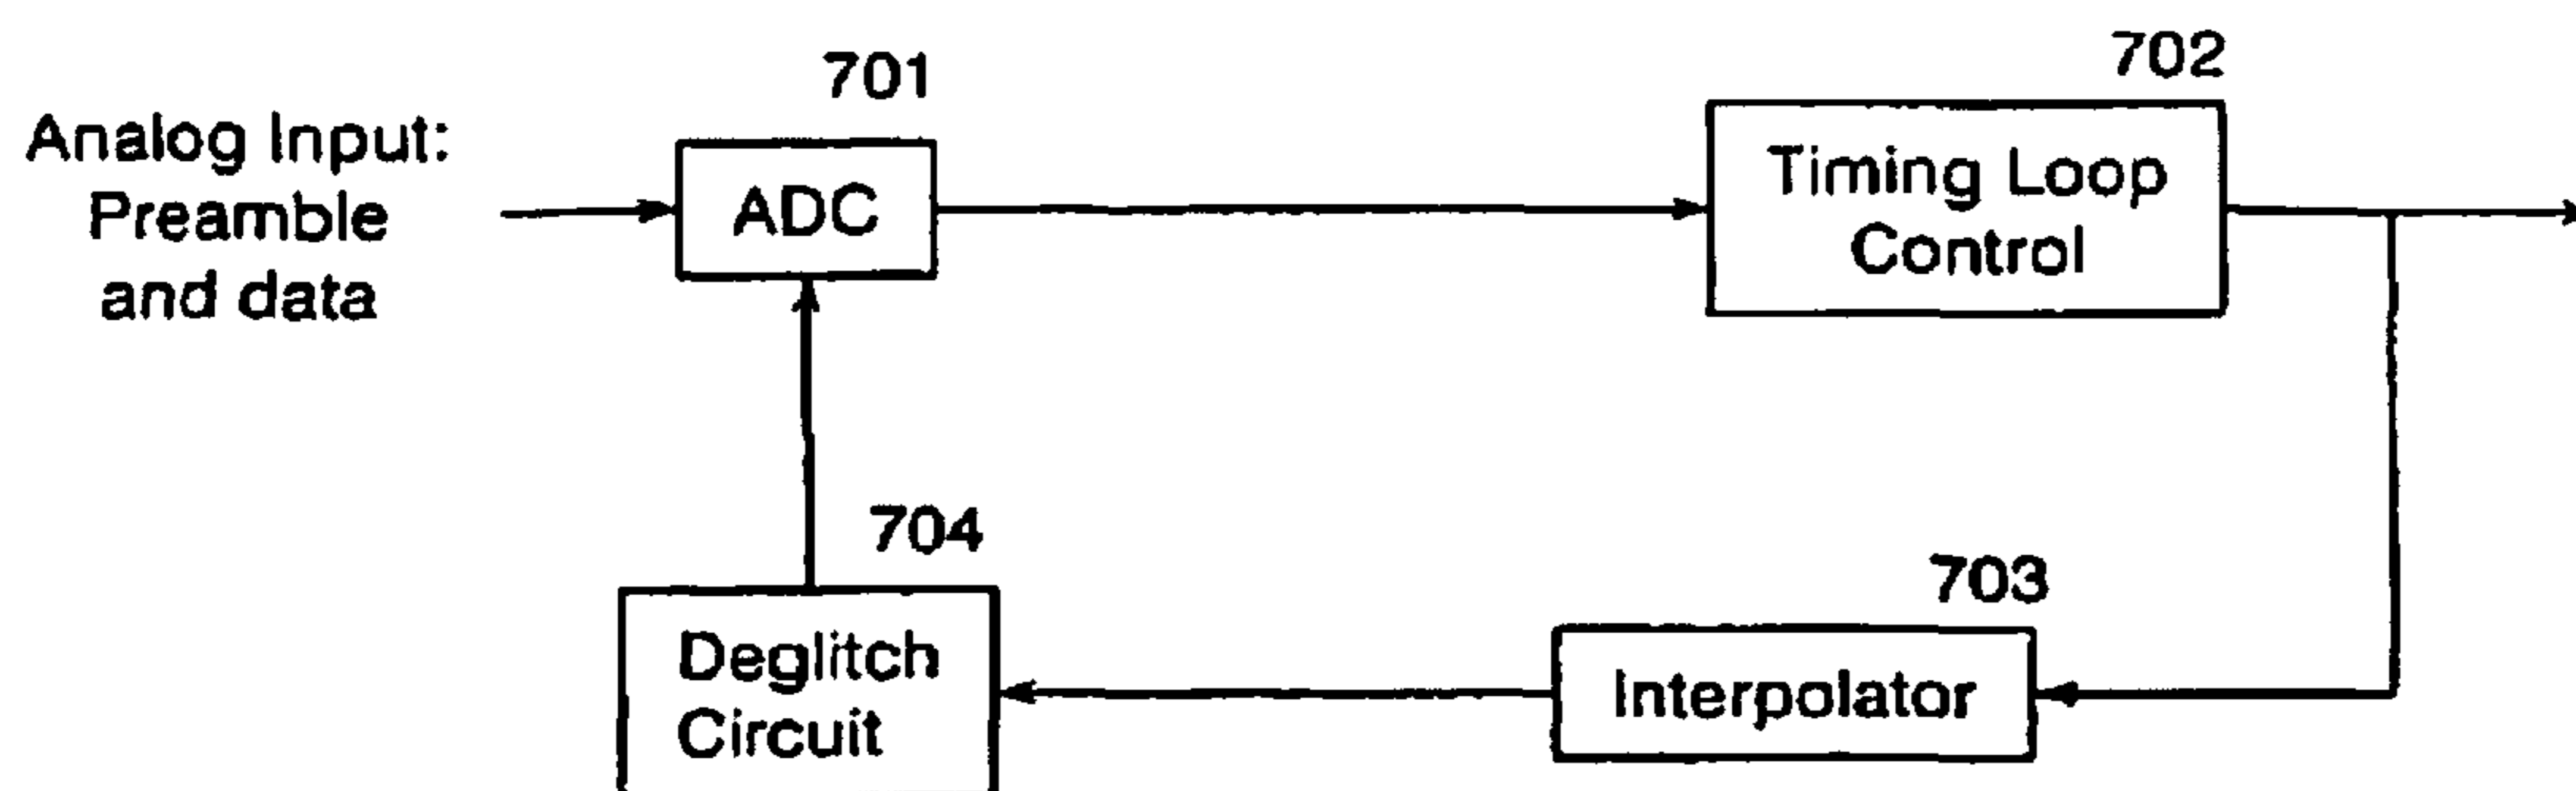 701
702
Analog Input:
Preamble
and data
ADC
Timing Loop
Control
704
703
Deglitch
Circuit
Interpolator